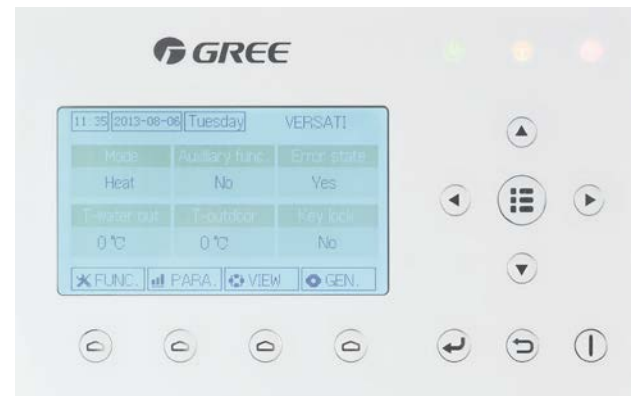 GREE
11:35 2013-08-06 Tuesday VERSATI
Mode Auxiliary func. Error state
Heat No Yes
T-water out T-outdoor Key lock
0℃ 0℃ No
FUNC. PARA. VIEW GEN.